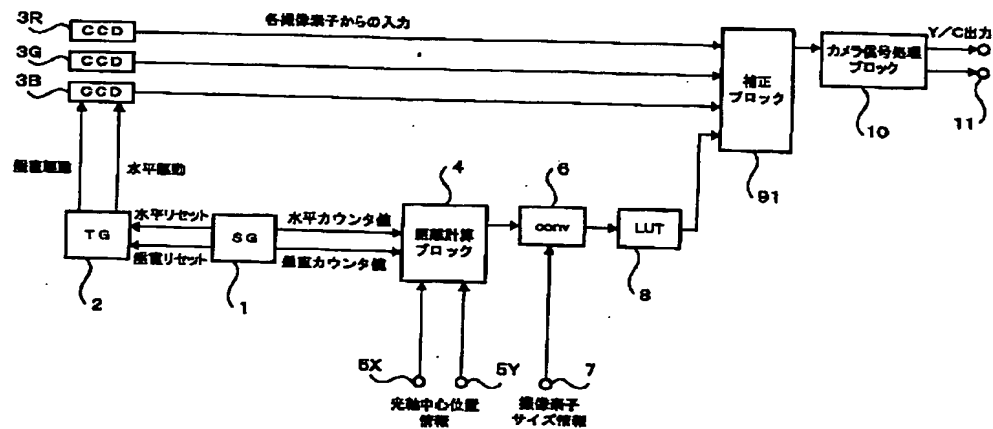 3R
CCD
各撮像素子からの入力
3G
CCD
3B
CCD
補正
ブロック
91
カメラ信号処理
ブロック
10
Y/C出力
11
垂直駆動
水平駆動
TG
2
水平リセット
垂直リセット
SG
1
水平カウンタ値
垂直カウンタ値
4
距離計算
ブロック
6
conv
LUT
8
5X
5Y
7
光軸中心位置
情報
撮像素子
サイズ情報